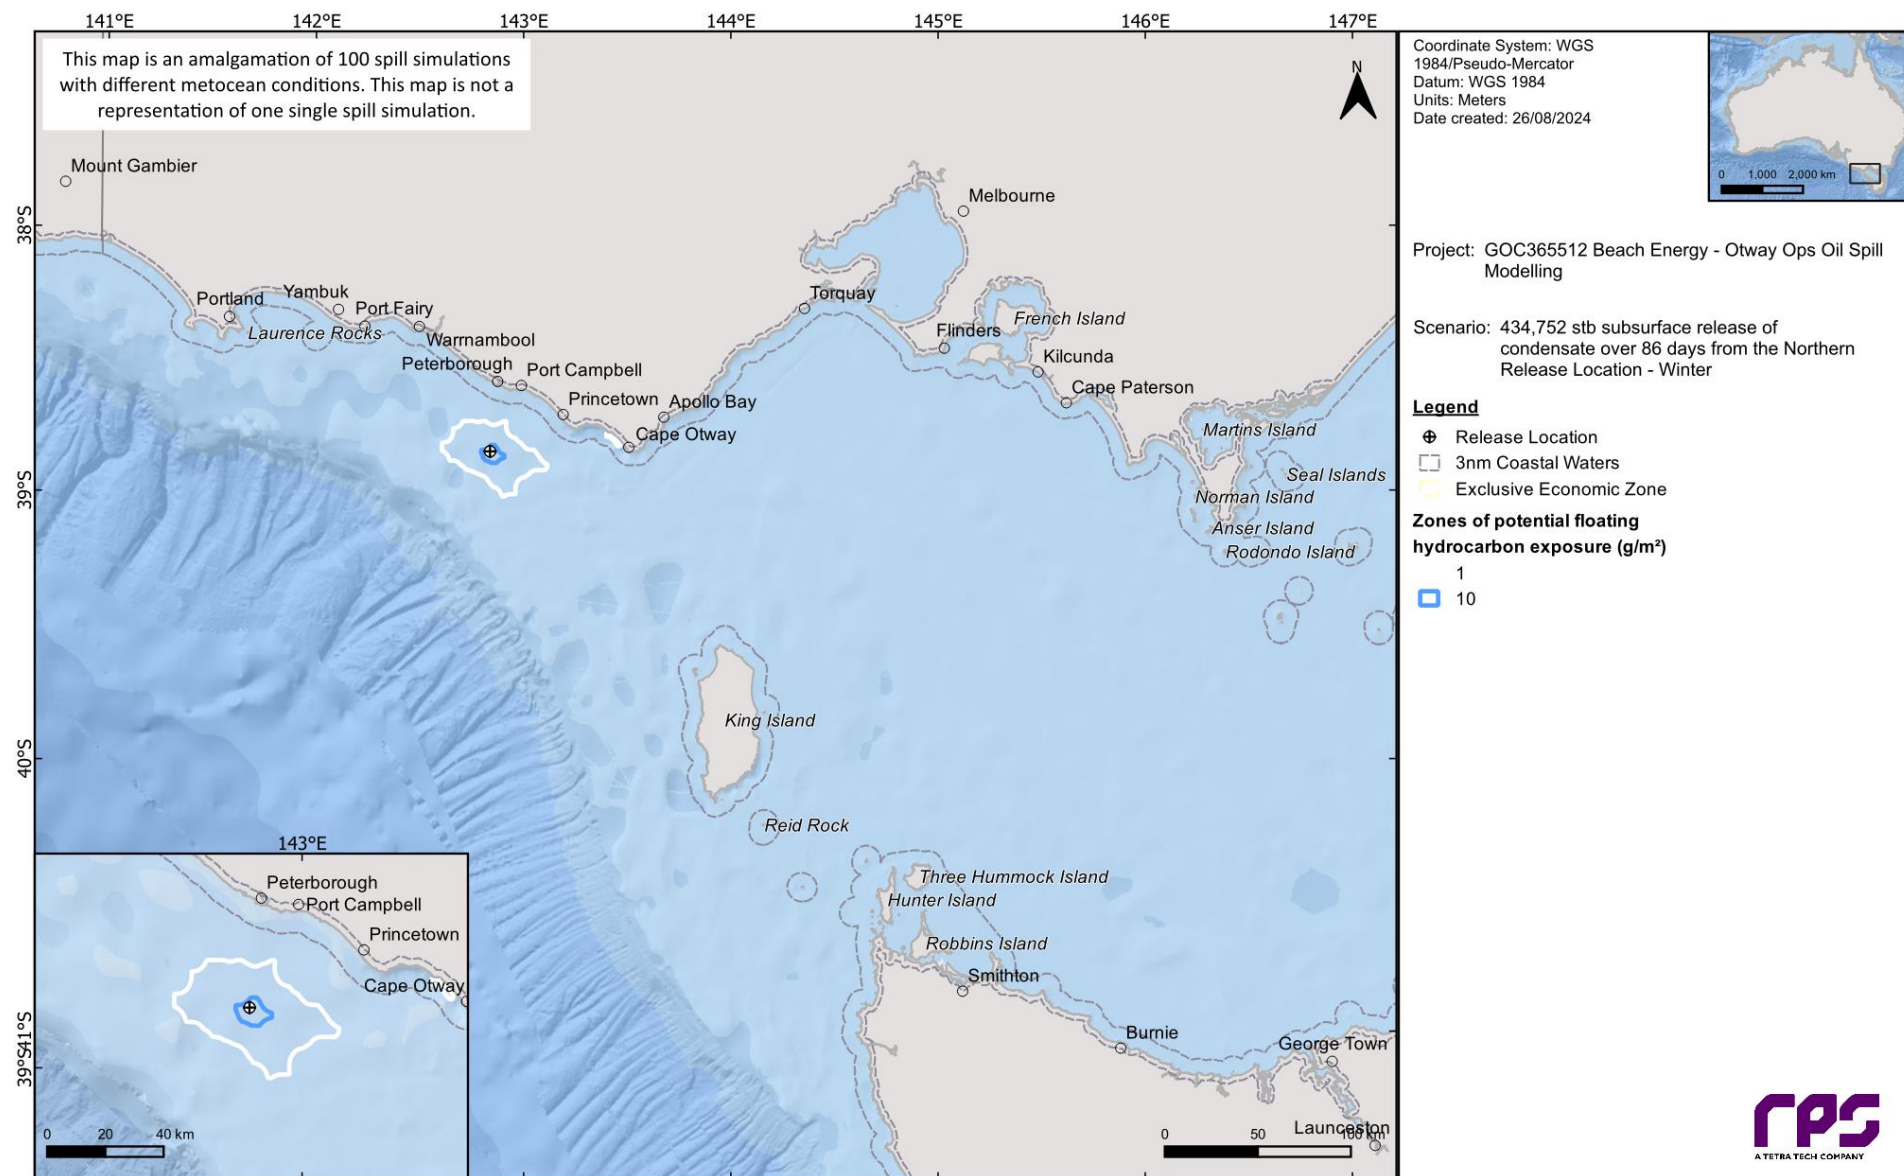 141°E 142°E 143°E 144°E 145°E 146°E 147°E
This map is an amalgamation of 100 spill simulations
with different metocean conditions. This map is not a
representation of one single spill simulation.
N
Mount Gambier
Melbourne
38°S
Portland
Yambuk
Port Fairy
Laurence Rocks
Warrnambool
Torquay
French Island
Flinders
Peterborough
Port Campbell
Kilcunda
Princetown
Apollo Bay
Cape Paterson
Cape Otway
Martins Island
Seal Islands
39°S
Norman Island
Anser Island
Rodondo Island
King Island
40°S
Reid Rock
Three Hummock Island
Hunter Island
Robbins Island
Smithton
41°S
Burnie
George Town
Launceston
0 50 100 km
143°E
Peterborough
Port Campbell
Princetown
Cape Otway
39°S
0 20 40 km
Coordinate System: WGS
1984/Pseudo-Mercator
Datum: WGS 1984
Units: Meters
Date created: 26/08/2024
0 1,000 2,000 km
Project: GOC365512 Beach Energy - Otway Ops Oil Spill
Modelling
Scenario: 434,752 stb subsurface release of
condensate over 86 days from the Northern
Release Location - Winter
Legend
Release Location
3nm Coastal Waters
Exclusive Economic Zone
Zones of potential floating
hydrocarbon exposure (g/m²)
1
10
rps
A TETRA TECH COMPANY